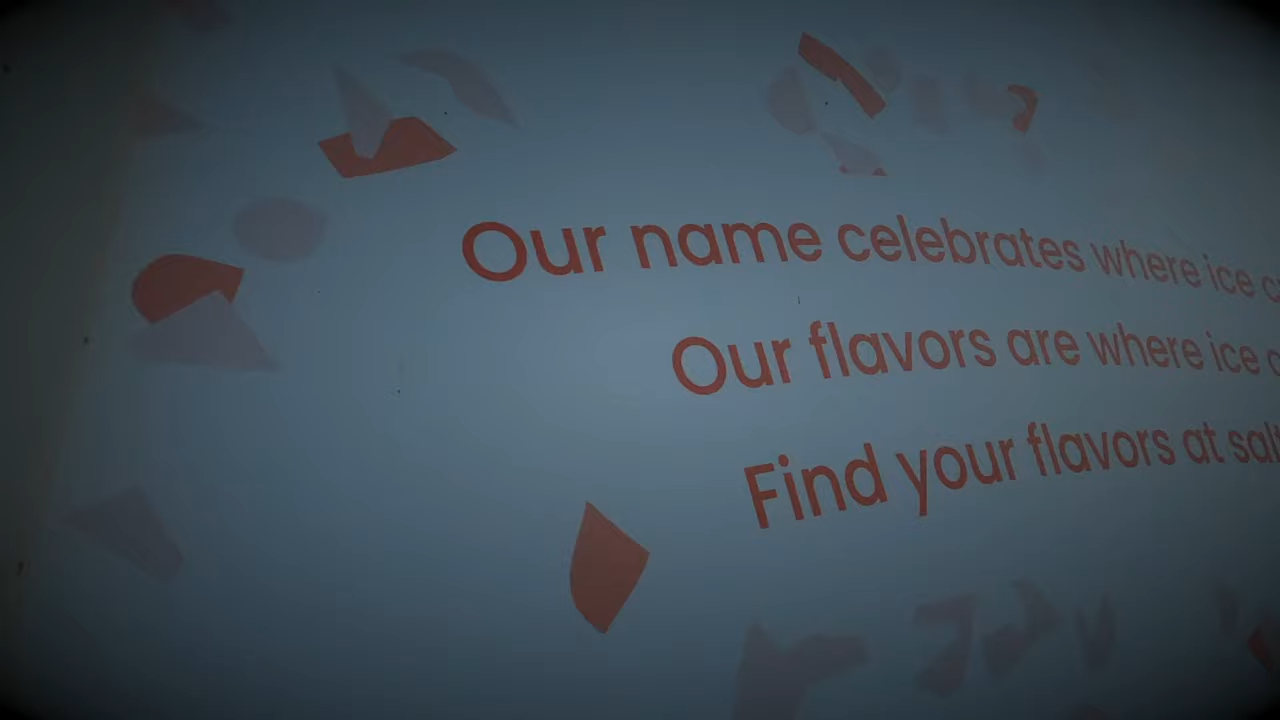 Our name celebrates where ice
Our flavors are where ice
Find your flavors at